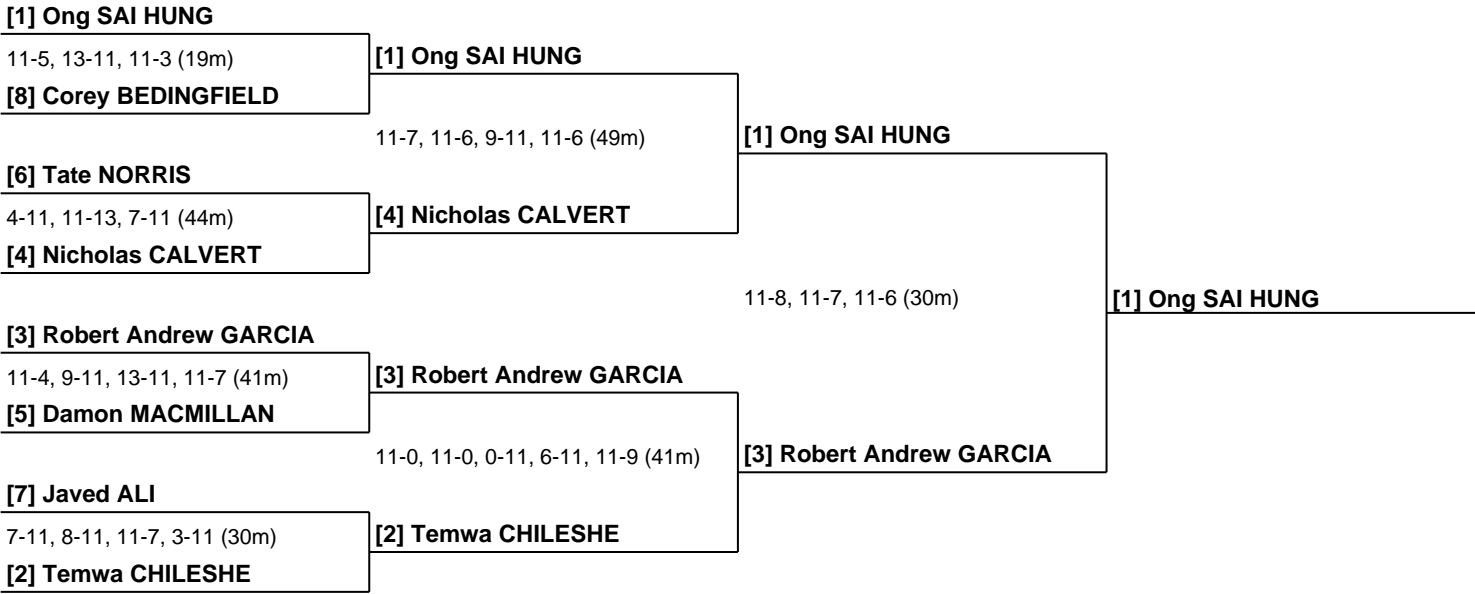 [1] Ong SAI HUNG
11-5, 13-11, 11-3 (19m)
[8] Corey BEDINGFIELD
[6] Tate NORRIS
4-11, 11-13, 7-11 (44m)
[4] Nicholas CALVERT
[3] Robert Andrew GARCIA
11-4, 9-11, 13-11, 11-7 (41m)
[5] Damon MACMILLAN
[7] Javed ALI
7-11, 8-11, 11-7, 3-11 (30m)
[2] Temwa CHILESHE
[1] Ong SAI HUNG
11-7, 11-6, 9-11, 11-6 (49m)
[4] Nicholas CALVERT
[3] Robert Andrew GARCIA
11-0, 11-0, 0-11, 6-11, 11-9 (41m)
[2] Temwa CHILESHE
[1] Ong SAI HUNG
11-8, 11-7, 11-6 (30m)
[3] Robert Andrew GARCIA
[1] Ong SAI HUNG